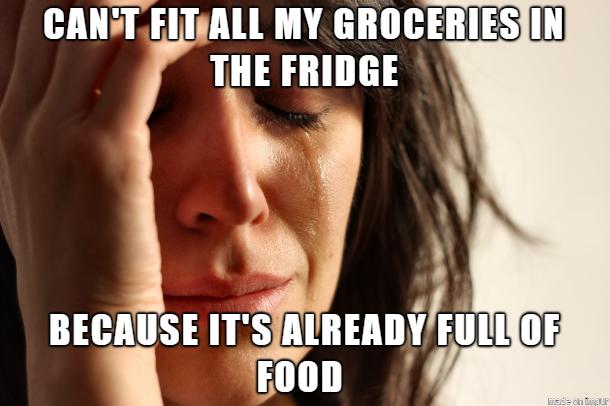 CAN'T FIT ALL MY GROCERIES IN
THE FRIDGE
BECAUSE IT'S ALREADY FULL OF
FOOD
made on imgur